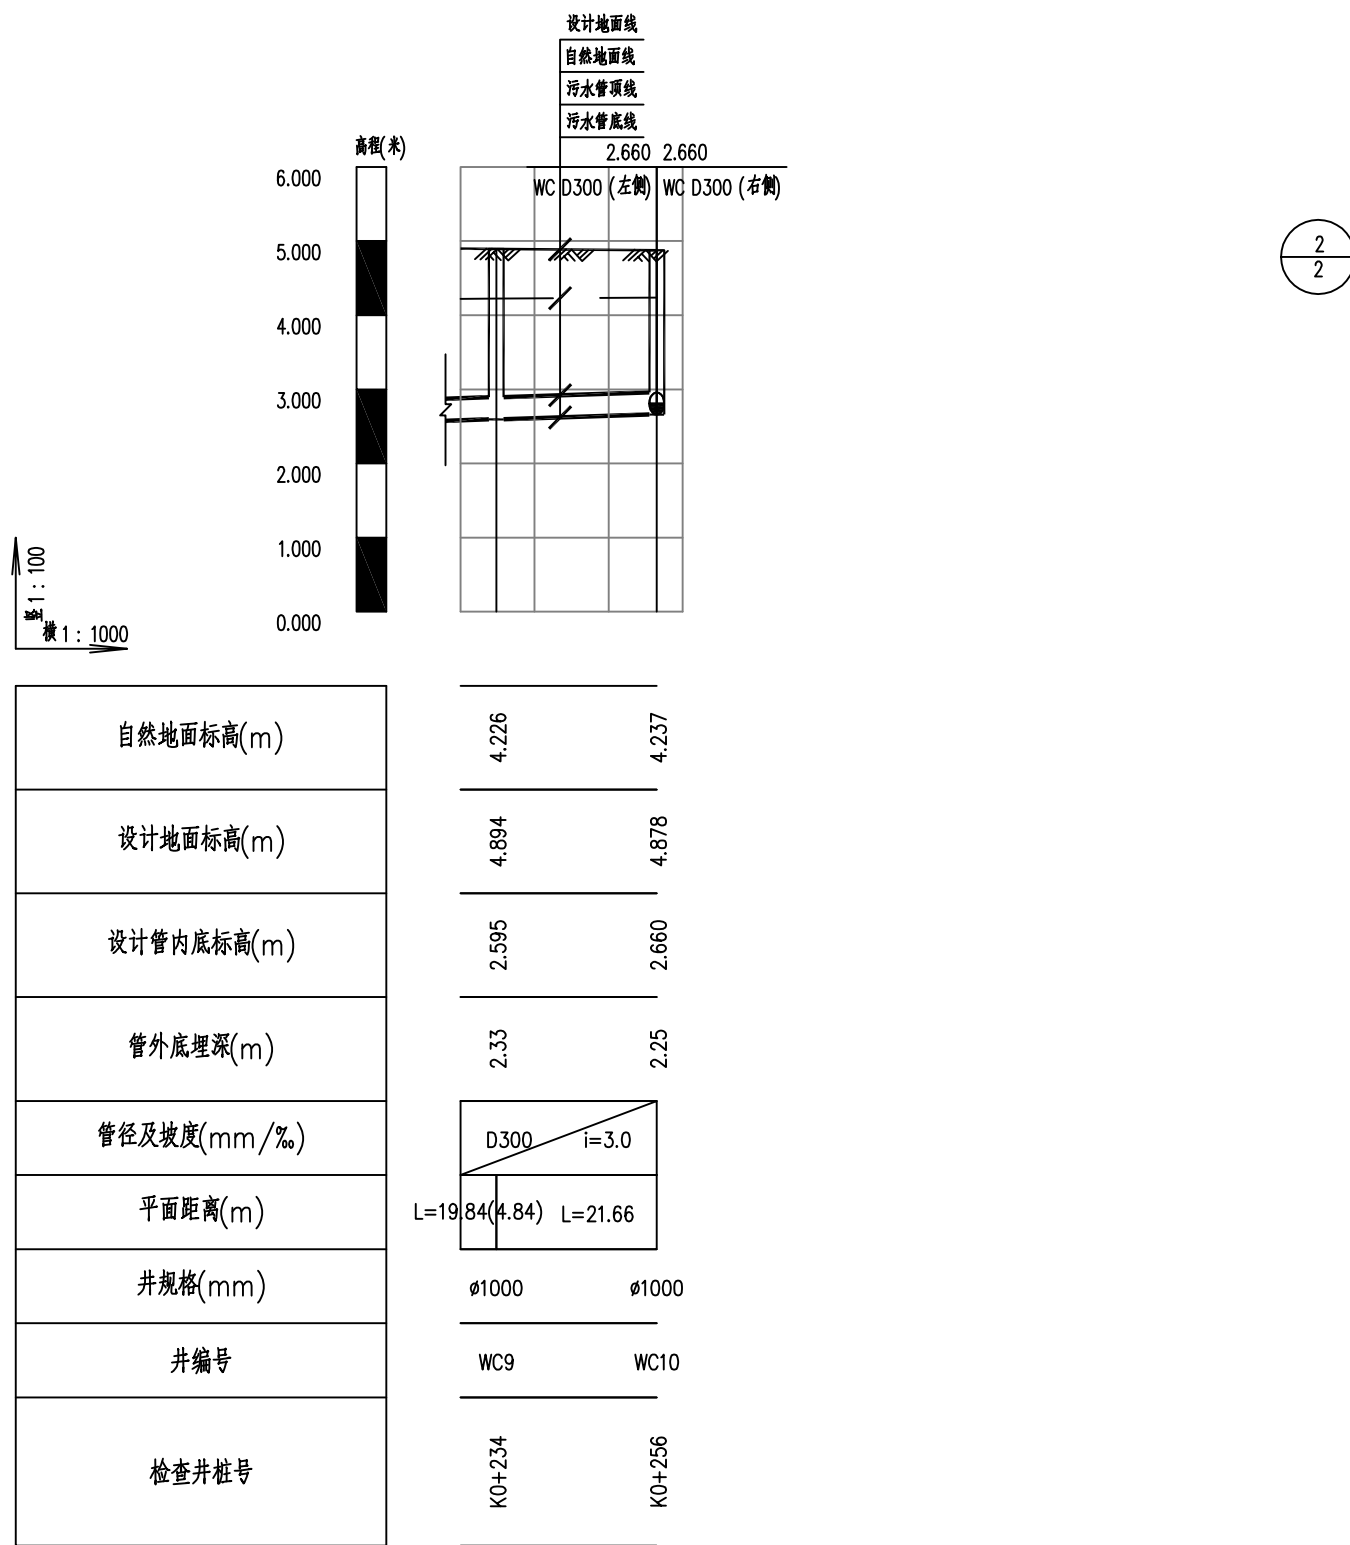 设计地面线
自然地面线
污水管顶线
污水管底线
高程(米)
2.660 2.660
WC D300 (左侧) WC D300 (右侧)
6.000
5.000
4.000
3.000
2.000
1.000
0.000
2
2
竖 1 : 100
横 1 : 1000
自然地面标高(m) 4.226 4.237
设计地面标高(m) 4.894 4.878
设计管内底标高(m) 2.595 2.660
管外底埋深(m) 2.33 2.25
管径及坡度(mm/‰) D300 i=3.0
平面距离(m) L=19.84(4.84) L=21.66
井规格(mm) ø1000 ø1000
井编号 WC9 WC10
检查井桩号 K0+234 K0+256